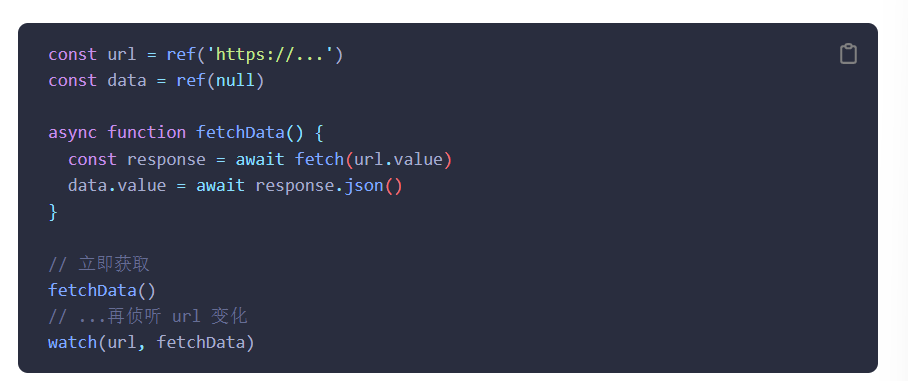 const url = ref('https://...')
const data = ref(null)
async function fetchData() {
const response = await fetch(url.value)
data.value = await response.json()
}
// 立即获取
fetchData()
// ...再侦听 url 变化
watch(url, fetchData)